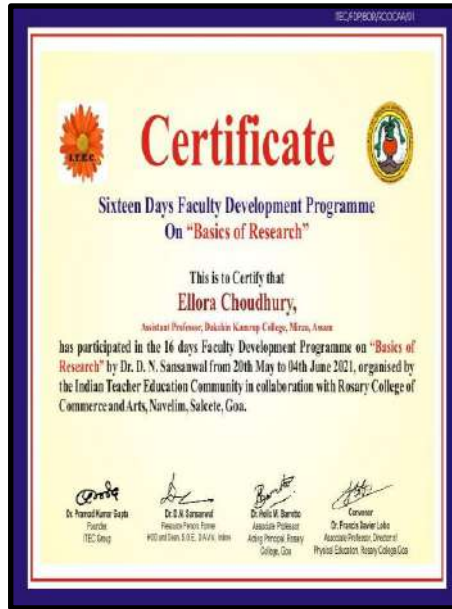 I.T.E.C.
Certificate
Sixteen Days Faculty Development Programme
On “Basics of Research”
This is to Certify that
Ellora Choudhury,
Assistant Professor, Dakshin Kamrup College, Mirza, Assam
has participated in the 16 days Faculty Development Programme on “Basics of
Research” by Dr. D. N. Sansanwal from 20th May to 04th June 2021, organised by
the Indian Teacher Education Community in collaboration with Rosary College of
Commerce and Arts, Navelim, Salcete, Goa.
Dr. Pramod Kumar Gupta
Founder
ITEC Group
Dr. D.N. Sansanwal
Resource Person, Former
HOD and Dean, S.O.E., D.A.V.V., Indore
Dr. Helic M. Barretto
Associate Professor
Acting Principal, Rosary
College, Goa
Convenor
Dr. Francis Xavier Lobo
Associate Professor, Director of
Physical Education, Rosary College Goa